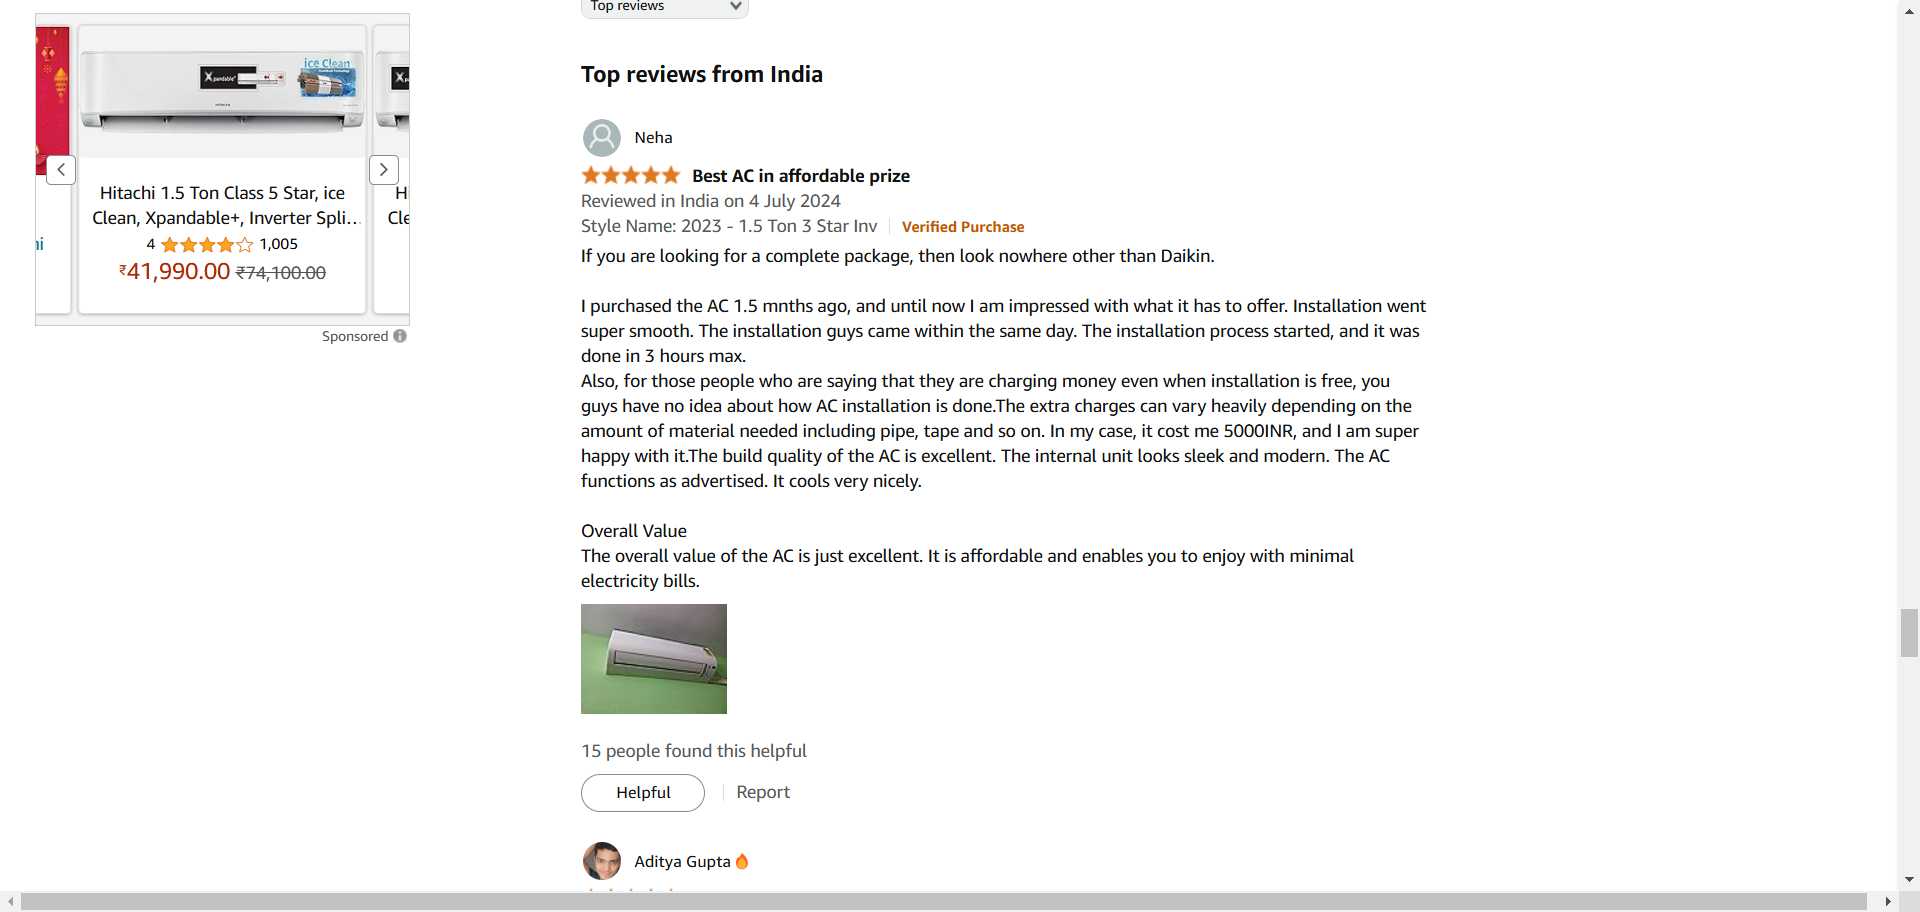 Top reviews
Top reviews from India
Neha
Best AC in affordable prize
Reviewed in India on 4 July 2024
Style Name: 2023 - 1.5 Ton 3 Star Inv
Verified Purchase
If you are looking for a complete package, then look nowhere other than Daikin.
I purchased the AC 1.5 mnths ago, and until now I am impressed with what it has to offer. Installation went
super smooth. The installation guys came within the same day. The installation process started, and it was
done in 3 hours max.
Also, for those people who are saying that they are charging money even when installation is free, you
guys have no idea about how AC installation is done.The extra charges can vary heavily depending on the
amount of material needed including pipe, tape and so on. In my case, it cost me 5000INR, and I am super
happy with it.The build quality of the AC is excellent. The internal unit looks sleek and modern. The AC
functions as advertised. It cools very nicely.
Overall Value
The overall value of the AC is just excellent. It is affordable and enables you to enjoy with minimal
electricity bills.
15 people found this helpful
Helpful
Report
Aditya Gupta🔥
Xpandable+
ice Clean
Hitachi 1.5 Ton Class 5 Star, ice
Clean, Xpandable+, Inverter Spli...
4
1,005
₹41,990.00 ₹74,100.00
Sponsored